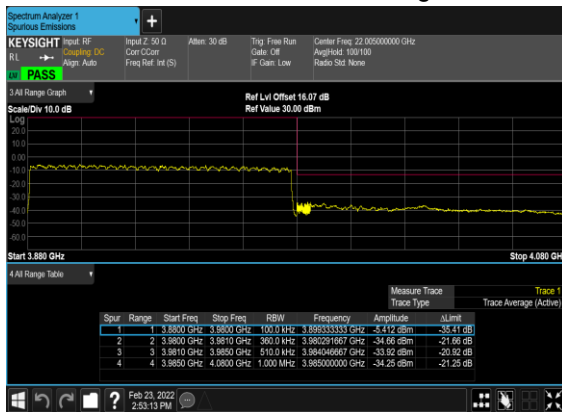 Spectrum Analyzer 1
Spurious Emissions
+
KEYSIGHT Input: RF Input Z: 50 Ω Atten: 30 dB Trig: Free Run Center Freq: 22.005000000 GHz
RL Coupling: DC Corr CCorr Gate: Off Avg|Hold: 100/100
Align: Auto Freq Ref: Int (S) IF Gain: Low Radio Std: None
PASS
3 All Range Graph
Ref Lvl Offset 16.07 dB
Scale/Div 10.0 dB Ref Value 30.00 dBm
Log
20.0
10.0
0.00
-10.0
-20.0
-30.0
-40.0
-50.0
-60.0
Start 3.880 GHz Stop 4.080 GH
4 All Range Table
Measure Trace Trace 1
Trace Type Trace Average (Active)
Spur Range Start Freq Stop Freq RBW Frequency Amplitude ΔLimit
1 1 3.8800 GHz 3.9800 GHz 100.0 kHz 3.899333333 GHz -5.412 dBm -35.41 dB
2 2 3.9800 GHz 3.9810 GHz 360.0 kHz 3.980291667 GHz -34.66 dBm -21.66 dB
3 3 3.9810 GHz 3.9850 GHz 510.0 kHz 3.984046667 GHz -33.92 dBm -20.92 dB
4 4 3.9850 GHz 4.0800 GHz 1.000 MHz 3.985000000 GHz -34.25 dBm -21.25 dB
? Feb 23, 2022
2:53:13 PM